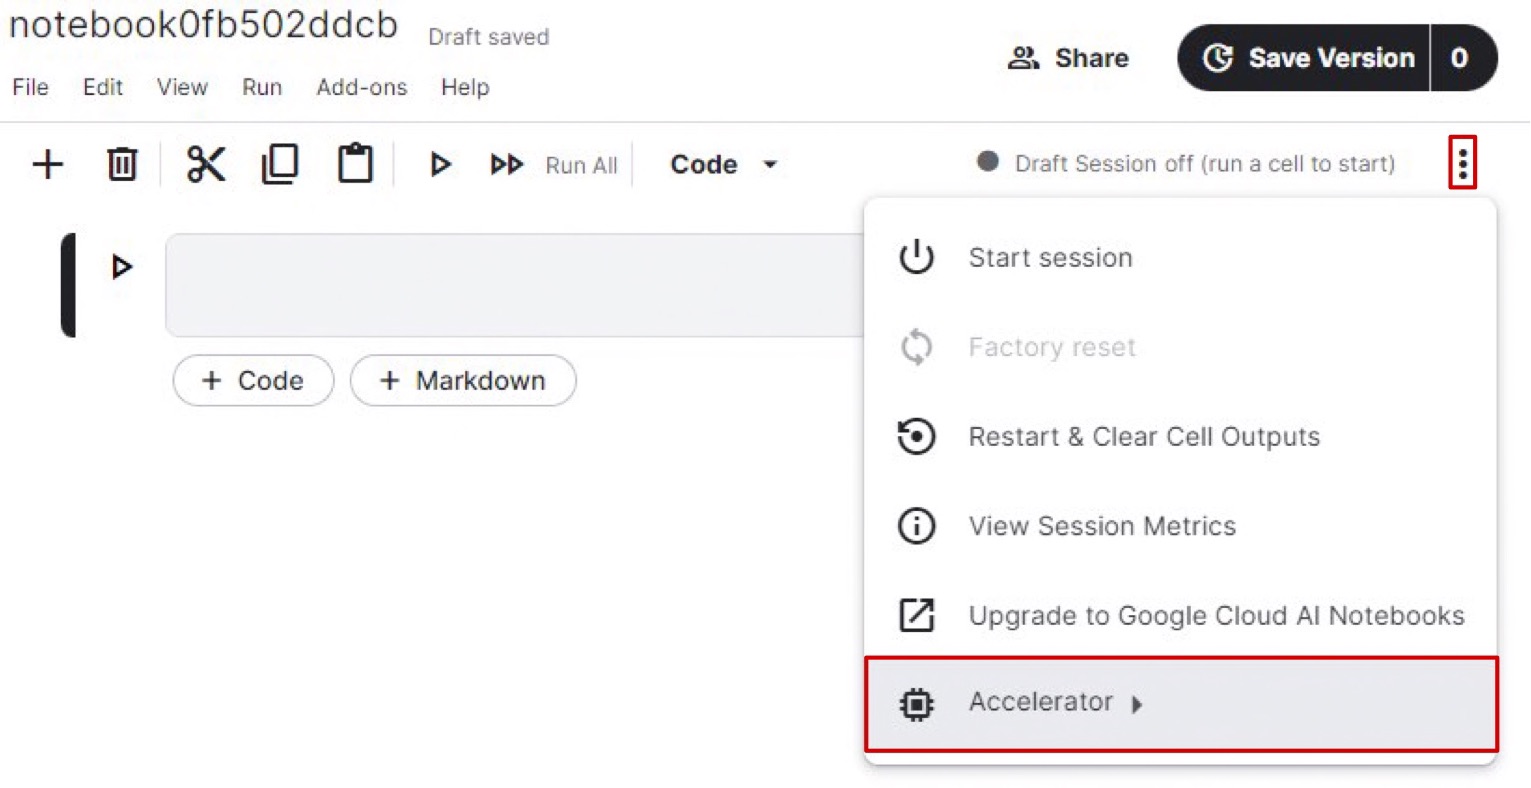 notebook0fb502ddcb Draft saved
Share
Save Version 0
File Edit View Run Add-ons Help
Run All Code Draft Session off (run a cell to start)
Start session
Factory reset
+ Code + Markdown
Restart & Clear Cell Outputs
View Session Metrics
Upgrade to Google Cloud AI Notebooks
Accelerator